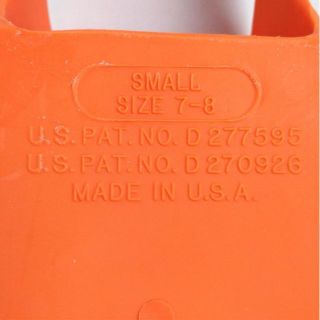 SMALL
SIZE 7-8
U.S. PAT. NO. D 277595
U.S. PAT. NO. D 270926
MADE IN U.S.A.